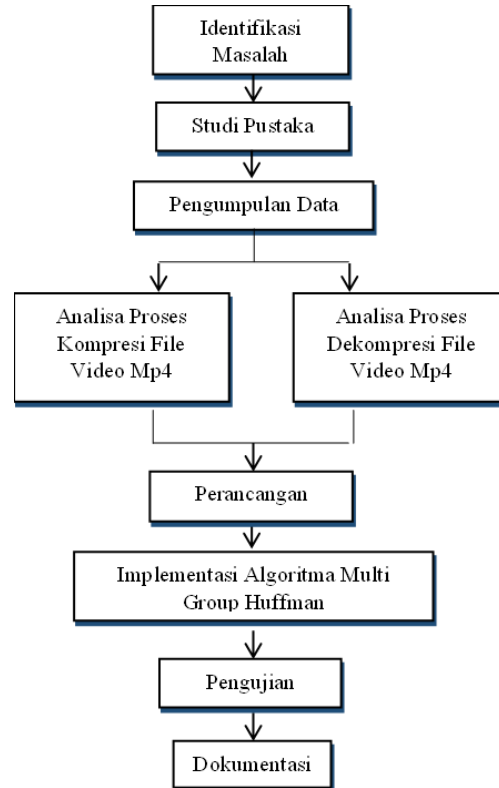 Identifikasi
Masalah
Studi Pustaka
Pengumpulan Data
Analisa Proses
Kompresi File
Video Mp4
Analisa Proses
Dekompresi File
Video Mp4
Perancangan
Implementasi Algoritma Multi
Group Huffman
Pengujian
Dokumentasi